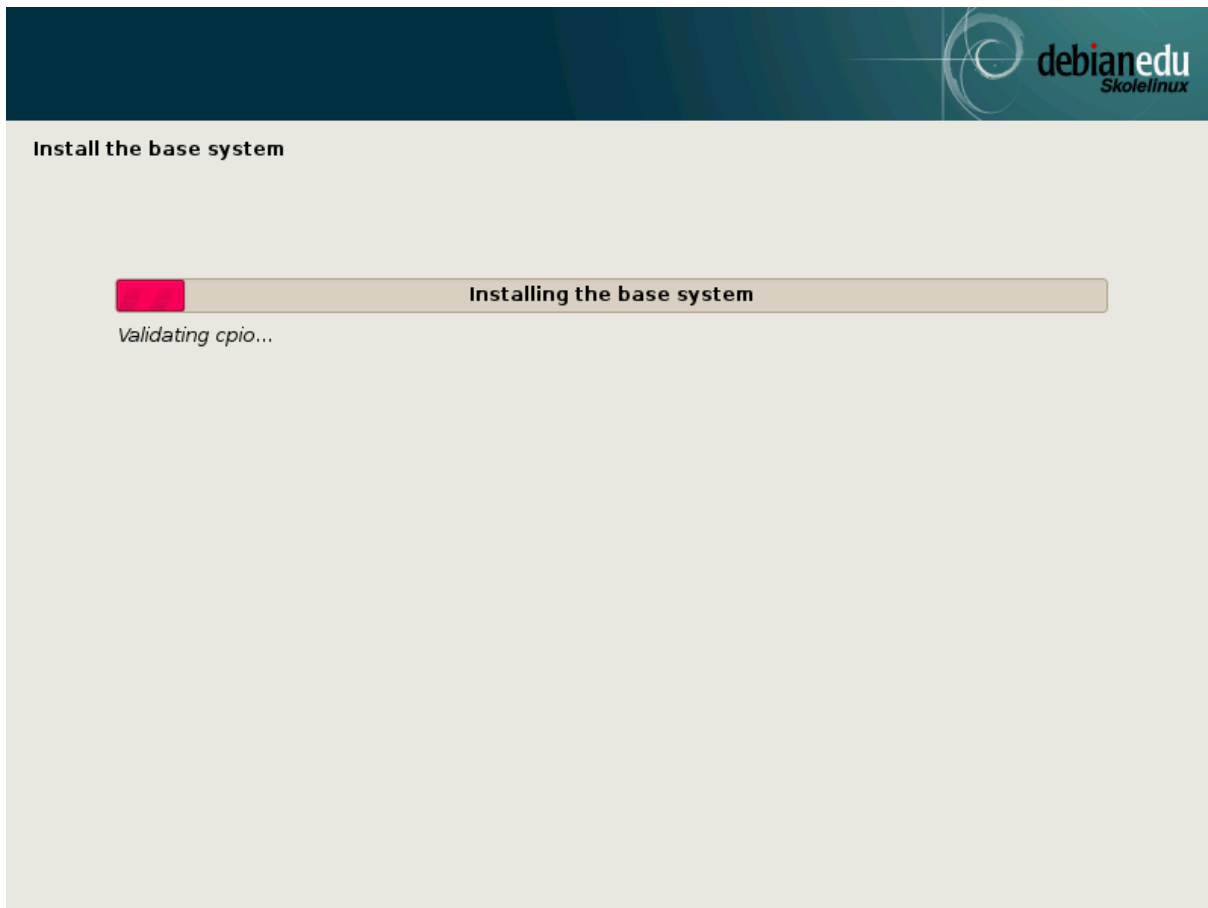 debianedu
Skolelinux
Install the base system
Installing the base system
Validating cpio...